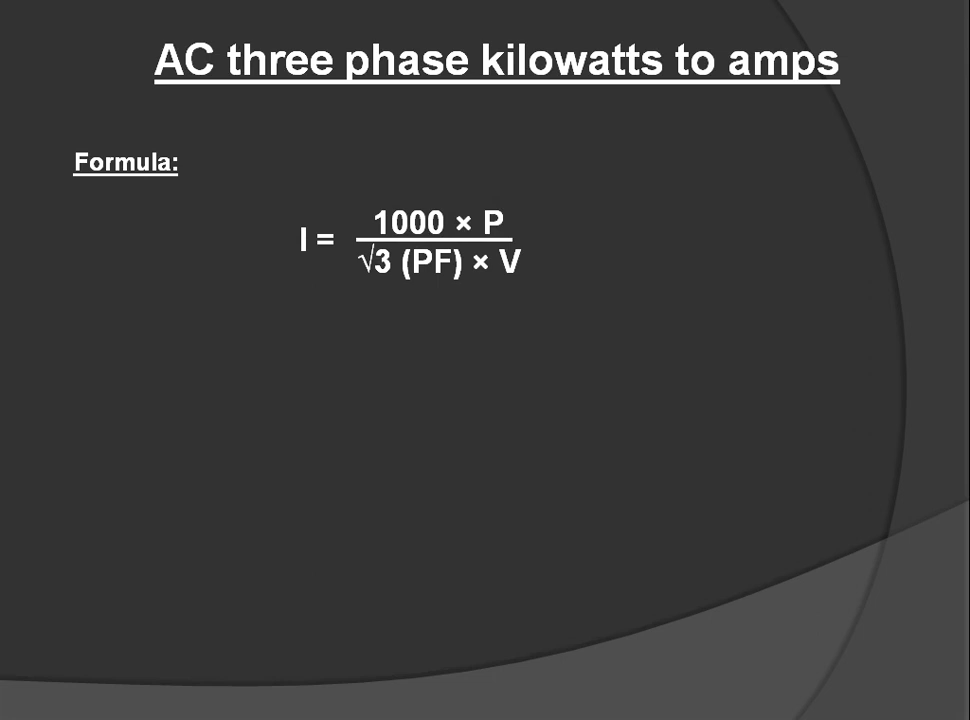 AC three phase kilowatts to amps
Formula:
I = 1000 × P
√3 (PF) × V